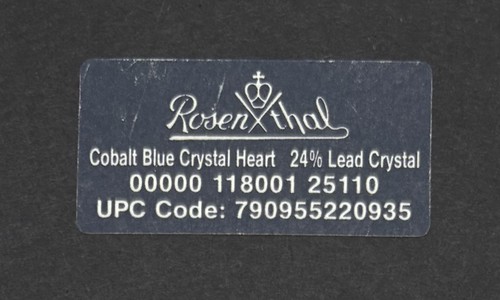 Rosenthal
Cobalt Blue Crystal Heart 24% Lead Crystal
00000 118001 25110
UPC Code: 790955220935